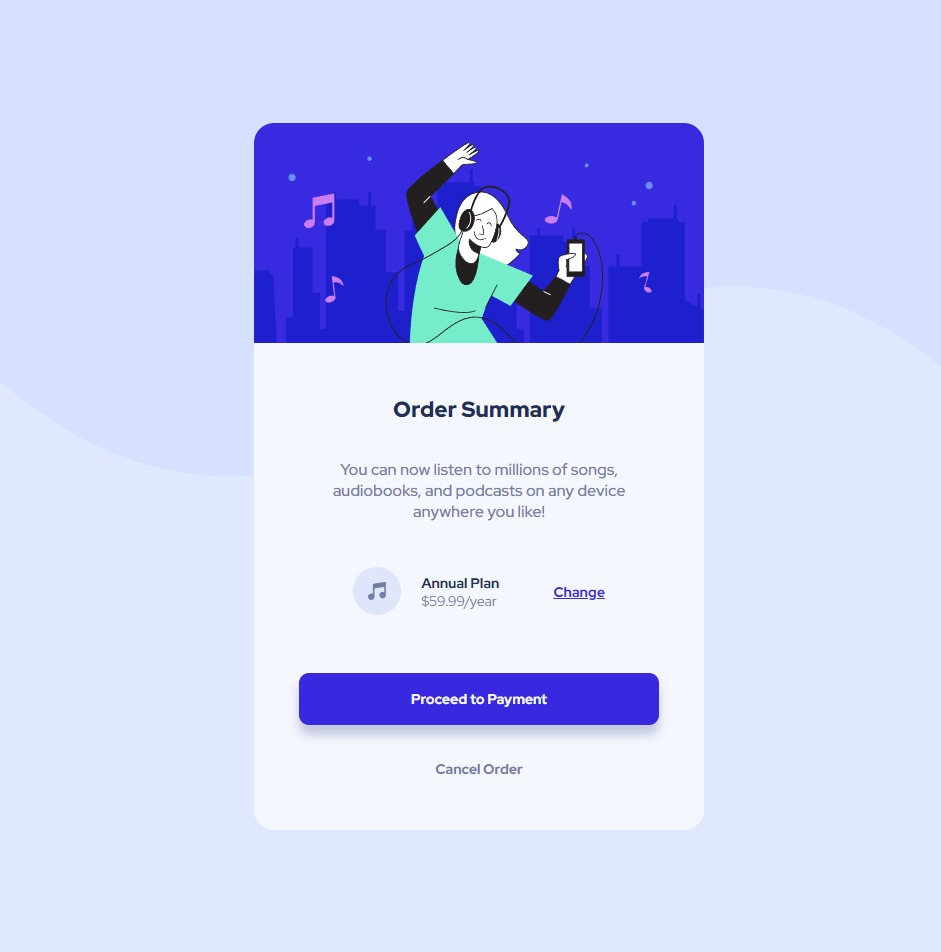 Order Summary
You can now listen to millions of songs,
audiobooks, and podcasts on any device
anywhere you like!
Annual Plan
$59.99/year
Change
Proceed to Payment
Cancel Order